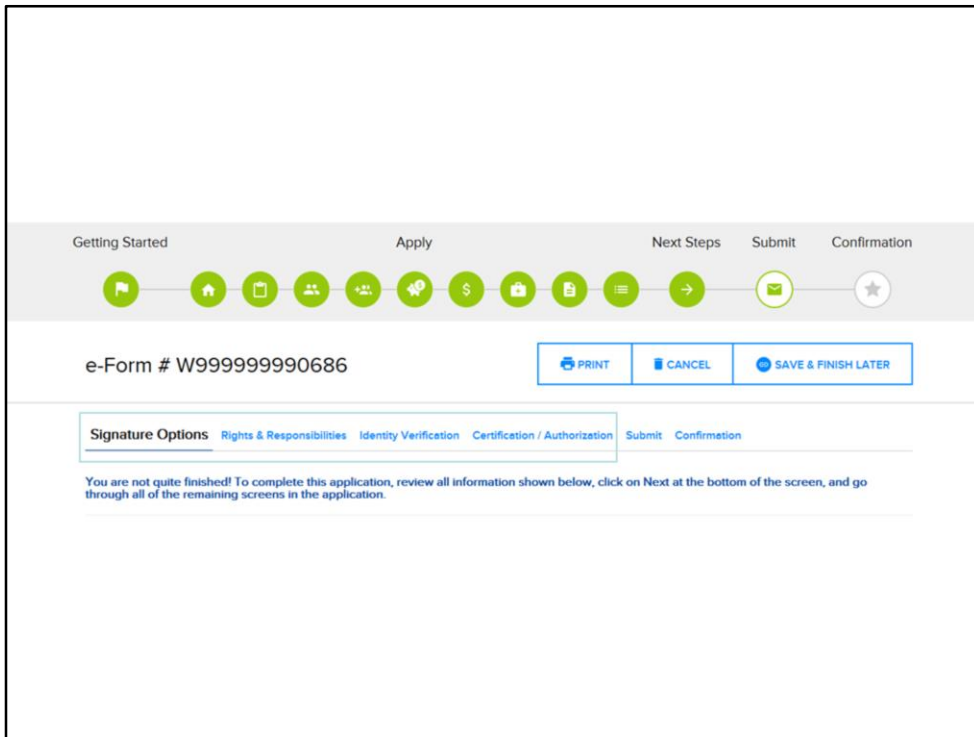 Getting Started Apply Next Steps Submit Confirmation
e-Form # W999999990686 PRINT CANCEL SAVE & FINISH LATER
Signature Options Rights & Responsibilities Identity Verification Certification / Authorization Submit Confirmation
You are not quite finished! To complete this application, review all information shown below, click on Next at the bottom of the screen, and go
through all of the remaining screens in the application.